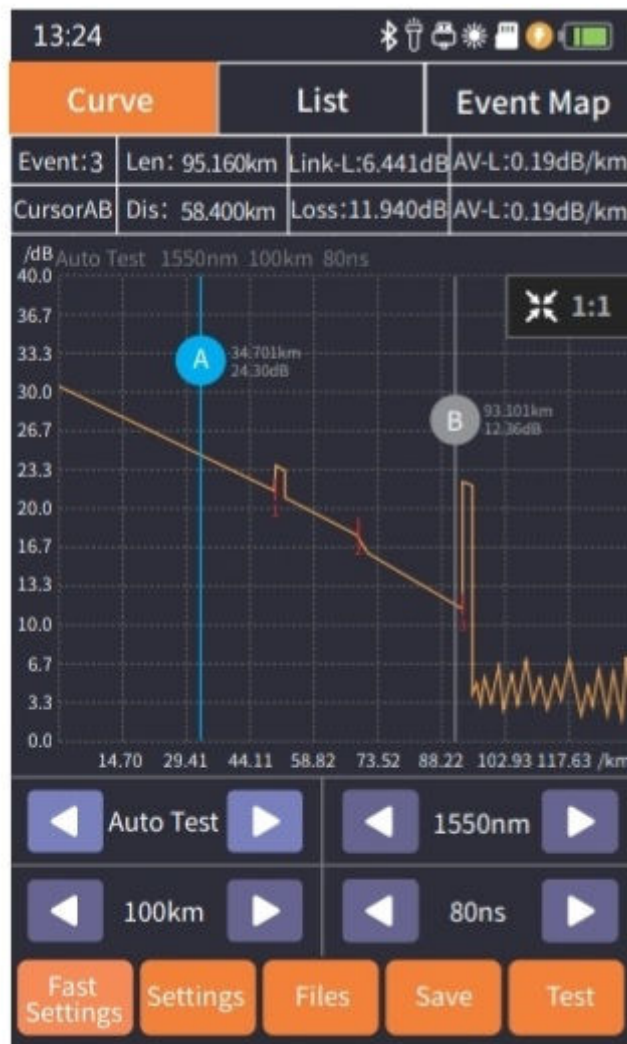 13:24
Curve List Event Map
Event:3 Len: 95.160km Link-L:6.441dB AV-L:0.19dB/km
CursorAB Dis: 58.400km Loss:11.940dB AV-L:0.19dB/km
/dB Auto Test 1550nm 100km 80ns
40.0
1:1
36.7
33.3
A 34.701km
24.30dB
30.0
B 93.101km
12.36dB
26.7
23.3
20.0
16.7
13.3
10.0
6.7
3.3
0.0
14.70 29.41 44.11 58.82 73.52 88.22 102.93 117.63 /km
Auto Test 1550nm
100km 80ns
Fast
Settings
Settings Files Save Test